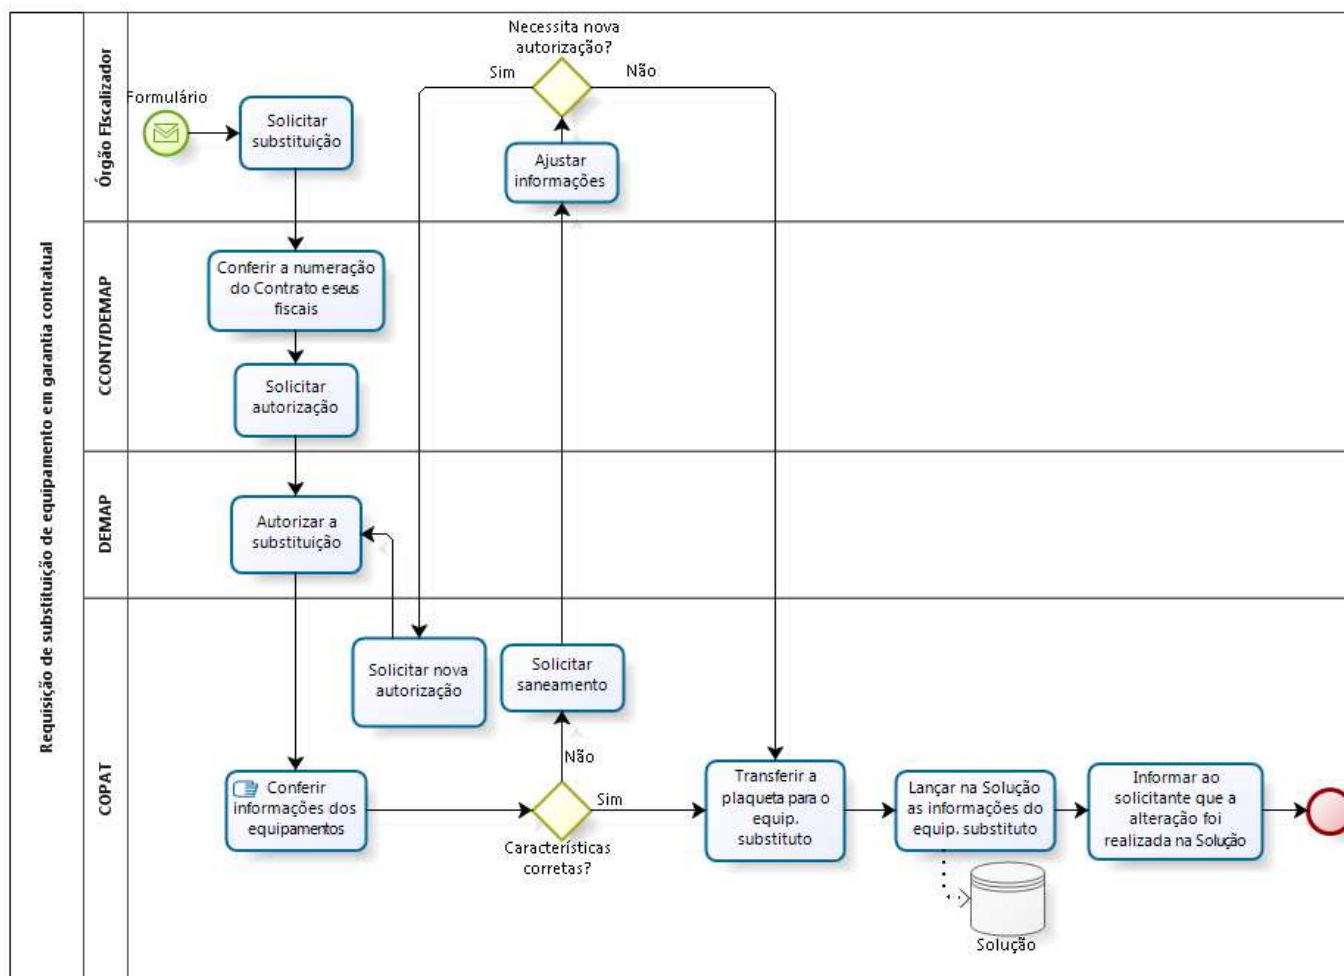 Requisição de substituição de equipamento em garantia contratual
Órgão FIscalizador
Formulário
Solicitar
substituição
Necessita nova
autorização?
Sim
Não
Ajustar
informações
CCONT/DEMAP
Conferir a numeração
do Contrato e seus
fiscais
Solicitar
autorização
DEMAP
Autorizar a
substituição
COPAT
Solicitar nova
autorização
Solicitar
saneamento
Não
Conferir
informações dos
equipamentos
Sim
Características
corretas?
Transferir a
plaqueta para o
equip.
substituto
Lançar na Solução
as informações do
equip. substituto
Informar ao
solicitante que a
alteração foi
realizada na Solução
Solução